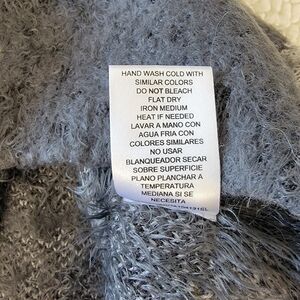 HAND WASH COLD WITH
SIMILAR COLORS
DO NOT BLEACH
FLAT DRY
IRON MEDIUM
HEAT IF NEEDED
LAVAR A MANO CON
AGUA FRIA CON
COLORES SIMILARES
NO USAR
BLANQUEADOR SECAR
SOBRE SUPERFICIE
PLANO PLANCHAR A
TEMPERATURA
MEDIANA SI SE
NECESITA